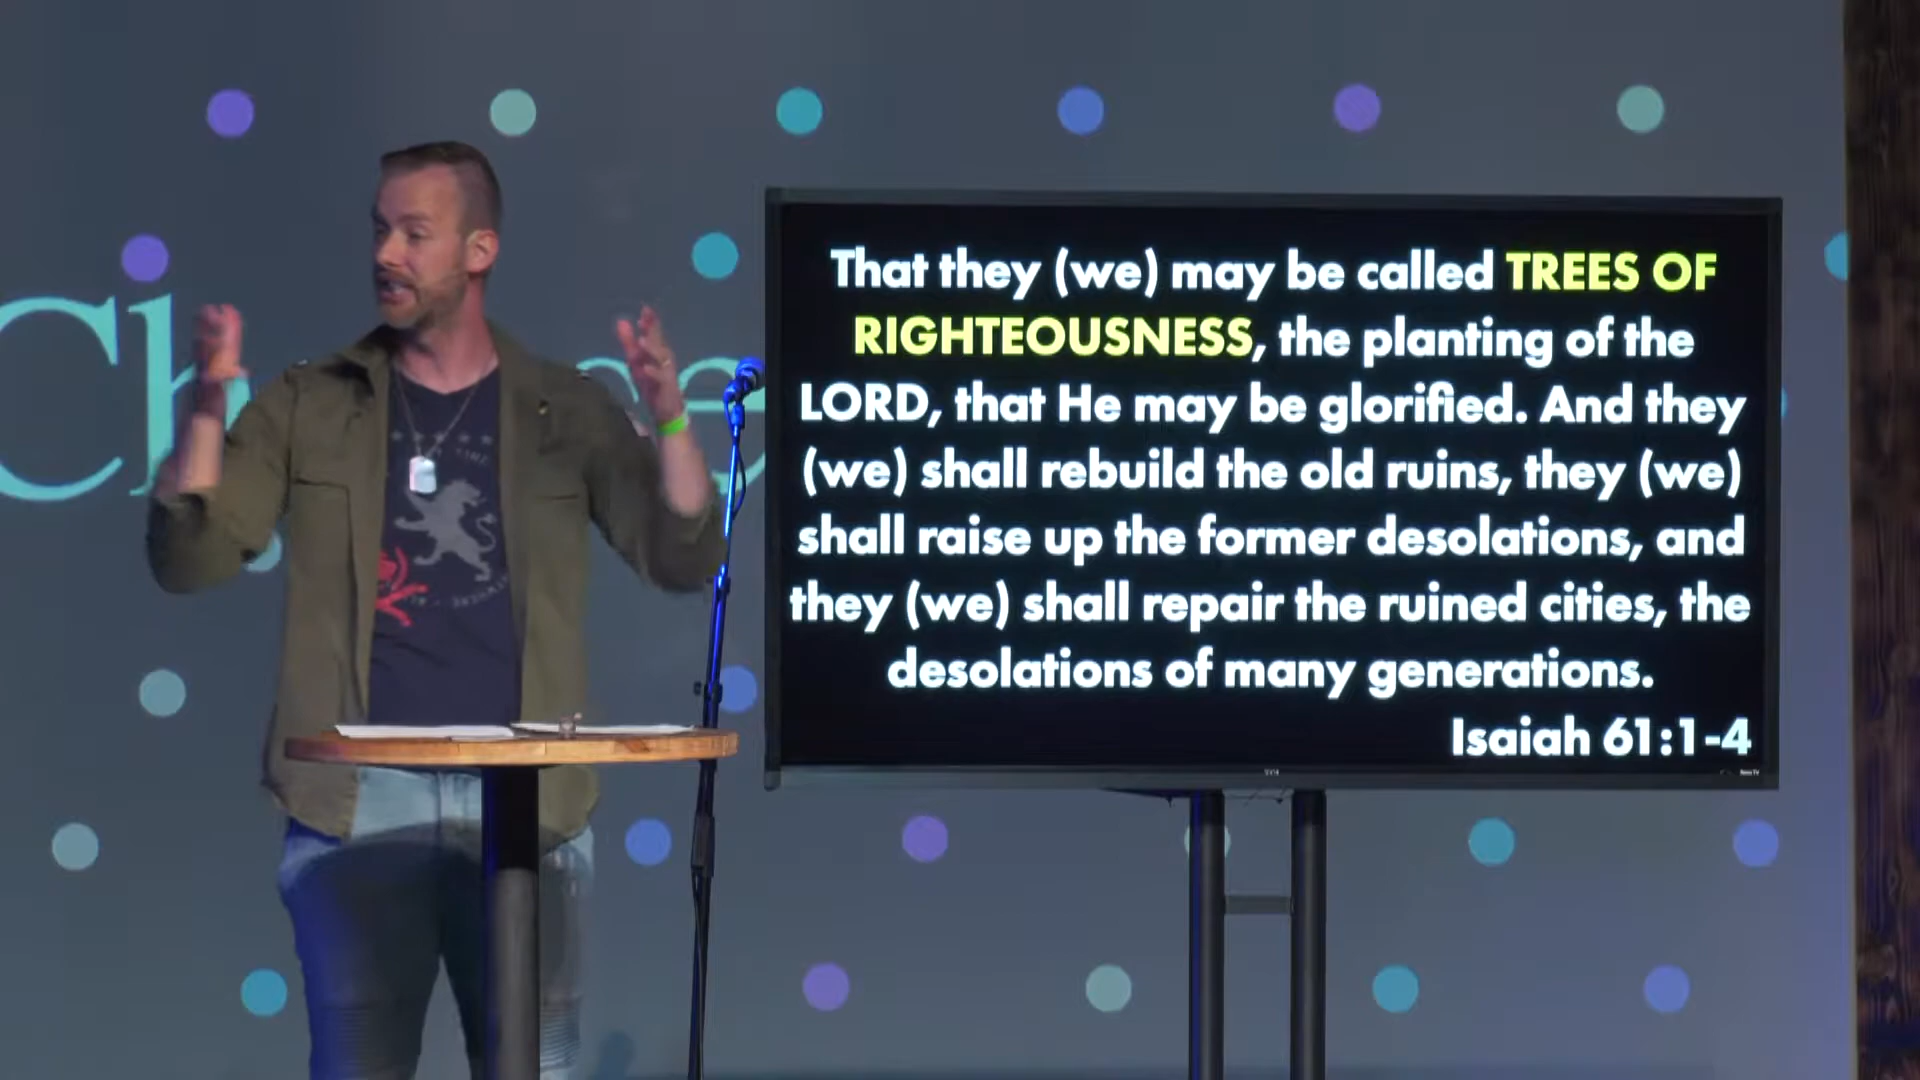 That they (we) may be called TREES OF
RIGHTEOUSNESS, the planting of the
LORD, that He may be glorified. And they
(we) shall rebuild the old ruins, they (we)
shall raise up the former desolations, and
they (we) shall repair the ruined cities, the
desolations of many generations.
Isaiah 61:1-4
TIME